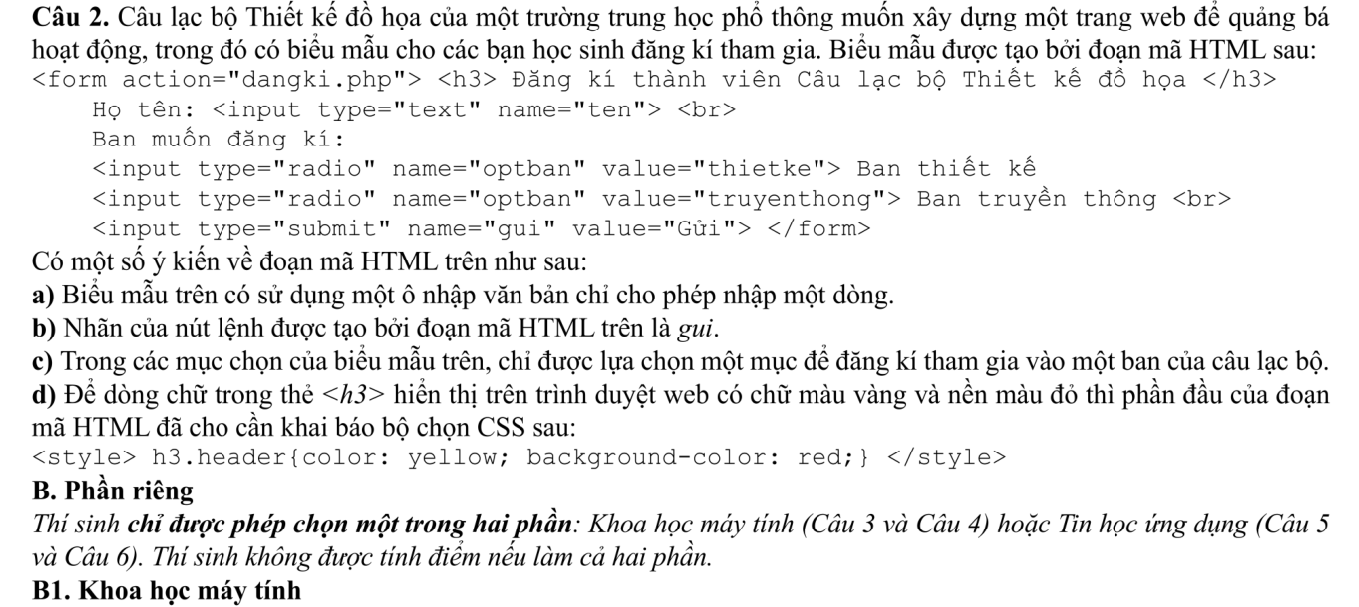 Câu 2. Câu lạc bộ Thiết kế đồ họa của một trường trung học phổ thông muốn xây dựng một trang web để quảng bá
hoạt động, trong đó có biểu mẫu cho các bạn học sinh đăng kí tham gia. Biểu mẫu được tạo bởi đoạn mã HTML sau:
<form action="dangki.php"> <h3> Đăng kí thành viên Câu lạc bộ Thiết kế đồ họa </h3>
Họ tên: <input type="text" name="ten"> <br>
Ban muốn đăng kí:
<input type="radio" name="optban" value="thietke"> Ban thiết kế
<input type="radio" name="optban" value="truyenthong"> Ban truyền thông <br>
<input type="submit" name="gui" value="Gửi"> </form>
Có một số ý kiến về đoạn mã HTML trên như sau:
a) Biểu mẫu trên có sử dụng một ô nhập văn bản chỉ cho phép nhập một dòng.
b) Nhãn của nút lệnh được tạo bởi đoạn mã HTML trên là gui.
c) Trong các mục chọn của biểu mẫu trên, chỉ được lựa chọn một mục để đăng kí tham gia vào một ban của câu lạc bộ.
d) Để dòng chữ trong thẻ <h3> hiển thị trên trình duyệt web có chữ màu vàng và nền màu đỏ thì phần đầu của đoạn
mã HTML đã cho cần khai báo bộ chọn CSS sau:
<style> h3.header{color: yellow; background-color: red;} </style>
B. Phần riêng
Thí sinh chỉ được phép chọn một trong hai phần: Khoa học máy tính (Câu 3 và Câu 4) hoặc Tin học ứng dụng (Câu 5
và Câu 6). Thí sinh không được tính điểm nếu làm cả hai phần.
B1. Khoa học máy tính